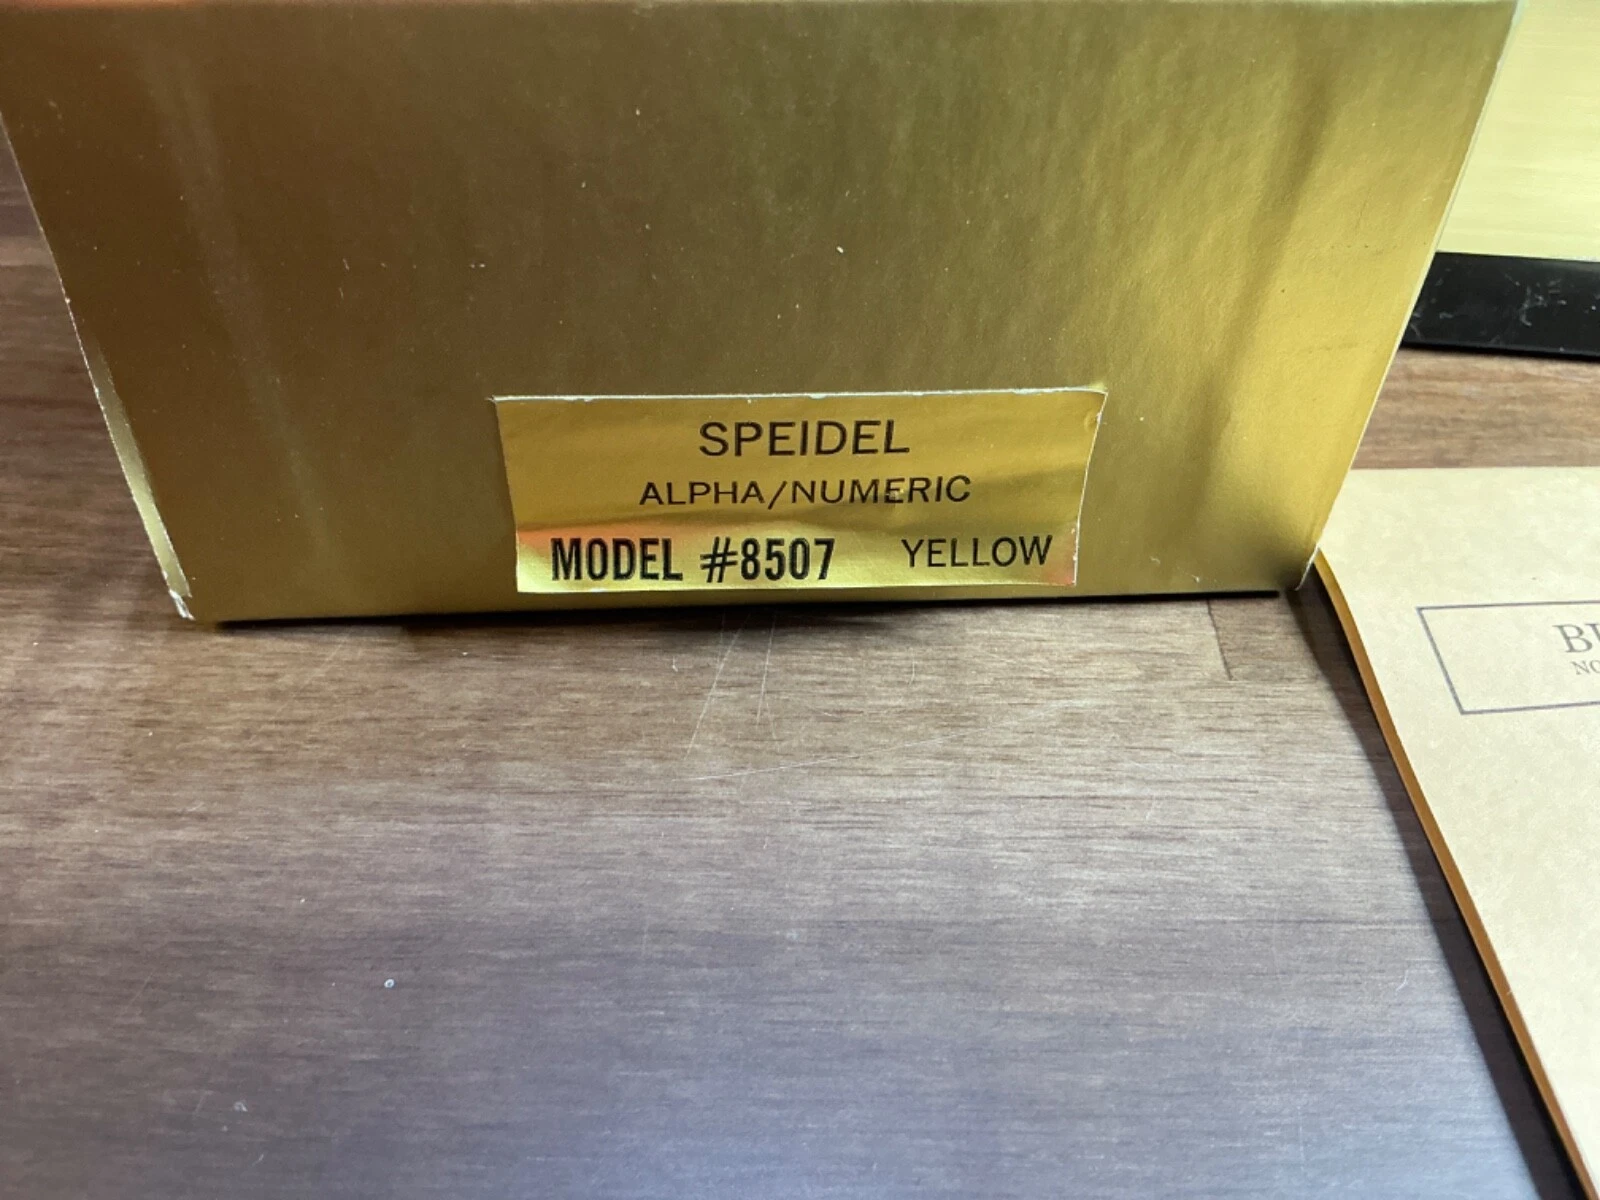 SPEIDEL
ALPHA/NUMERIC
MODEL #8507 YELLOW